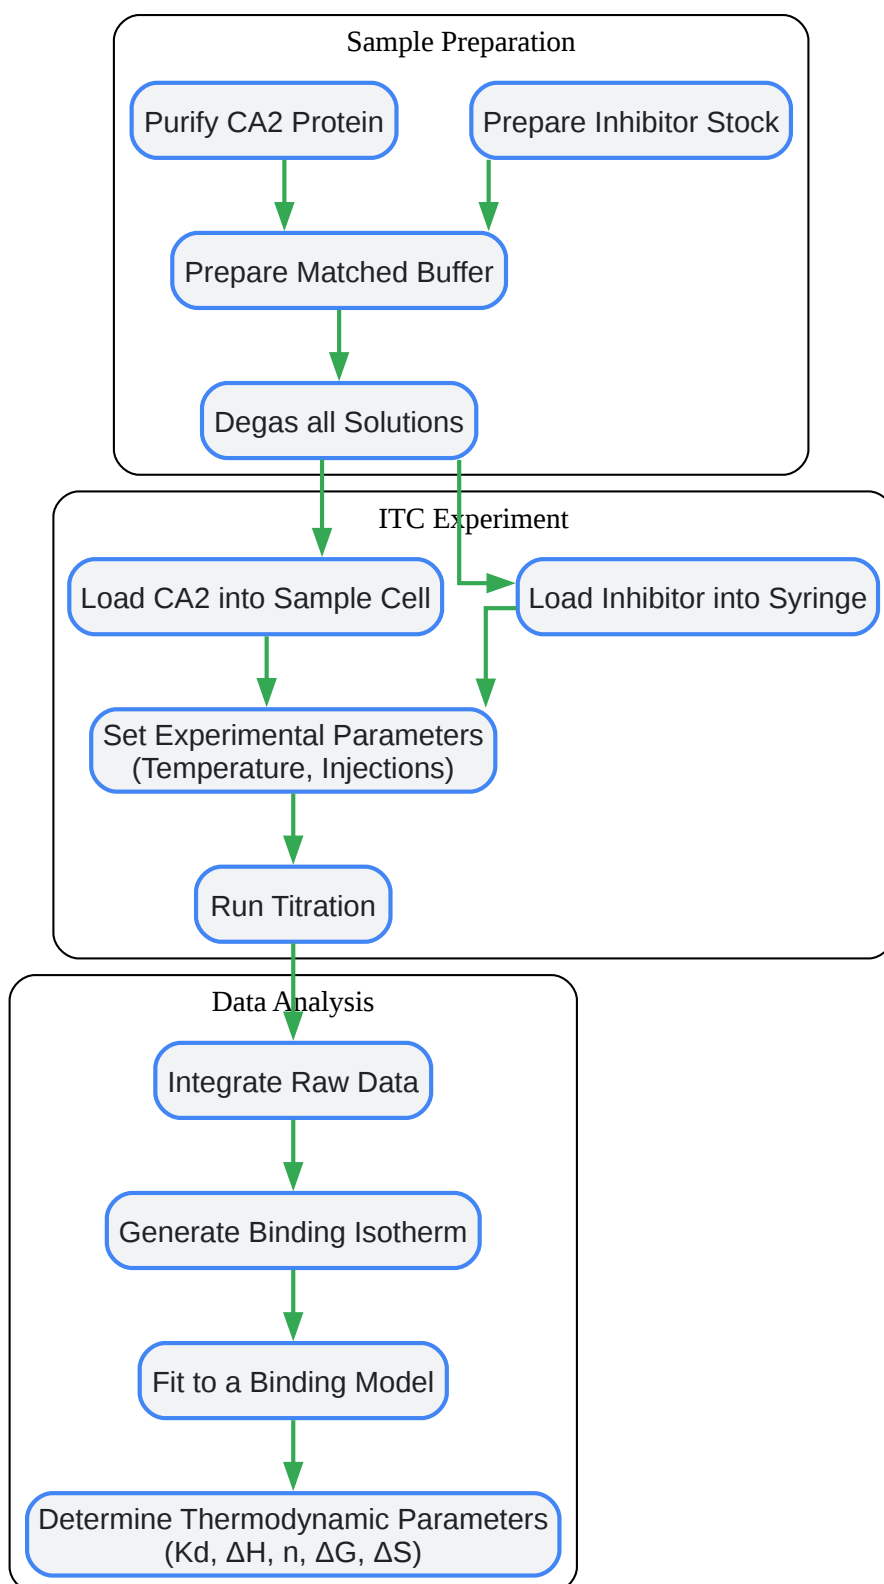 Sample Preparation
Purify CA2 Protein
Prepare Inhibitor Stock
Prepare Matched Buffer
Degas all Solutions
ITC Experiment
Load CA2 into Sample Cell
Load Inhibitor into Syringe
Set Experimental Parameters
(Temperature, Injections)
Run Titration
Data Analysis
Integrate Raw Data
Generate Binding Isotherm
Fit to a Binding Model
Determine Thermodynamic Parameters
(Kd, ΔH, n, ΔG, ΔS)